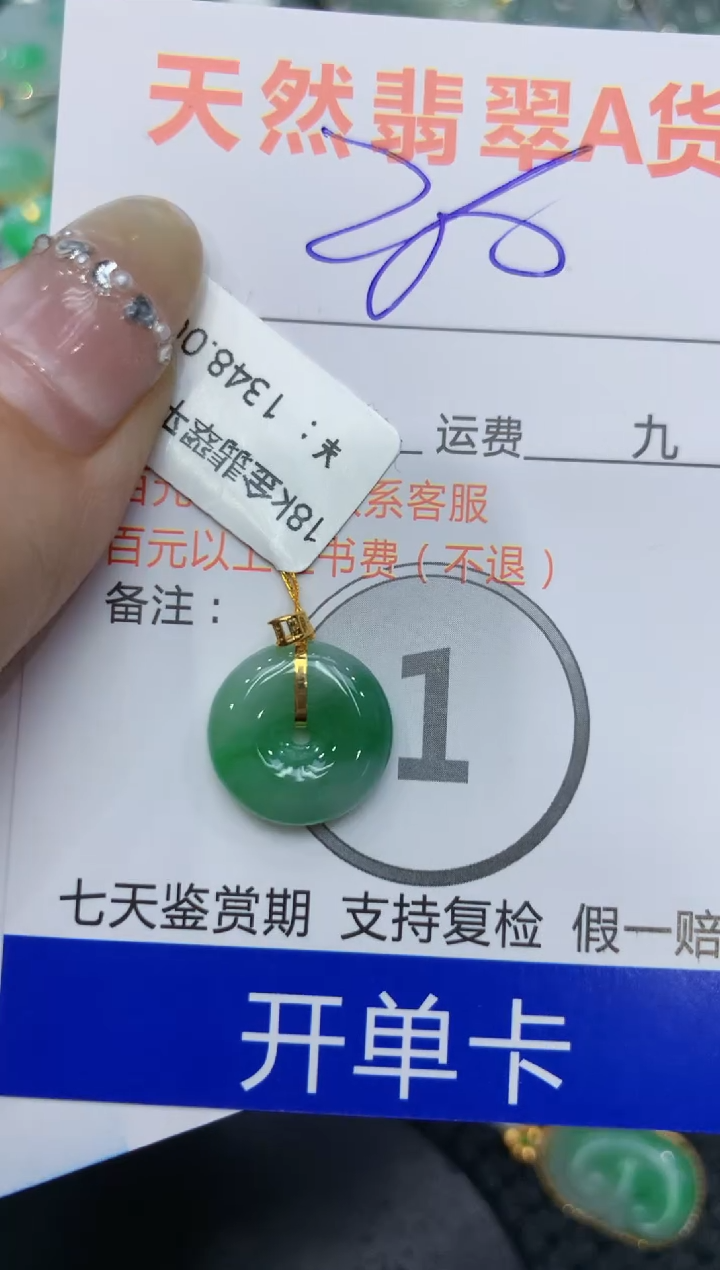 天然翡翠A货
26
18K金翡翠平
¥: 1348.0
运费 九
系客服
百元以上 书费(不退)
备注:
1
七天鉴赏期 支持复检 假一赔
开单卡